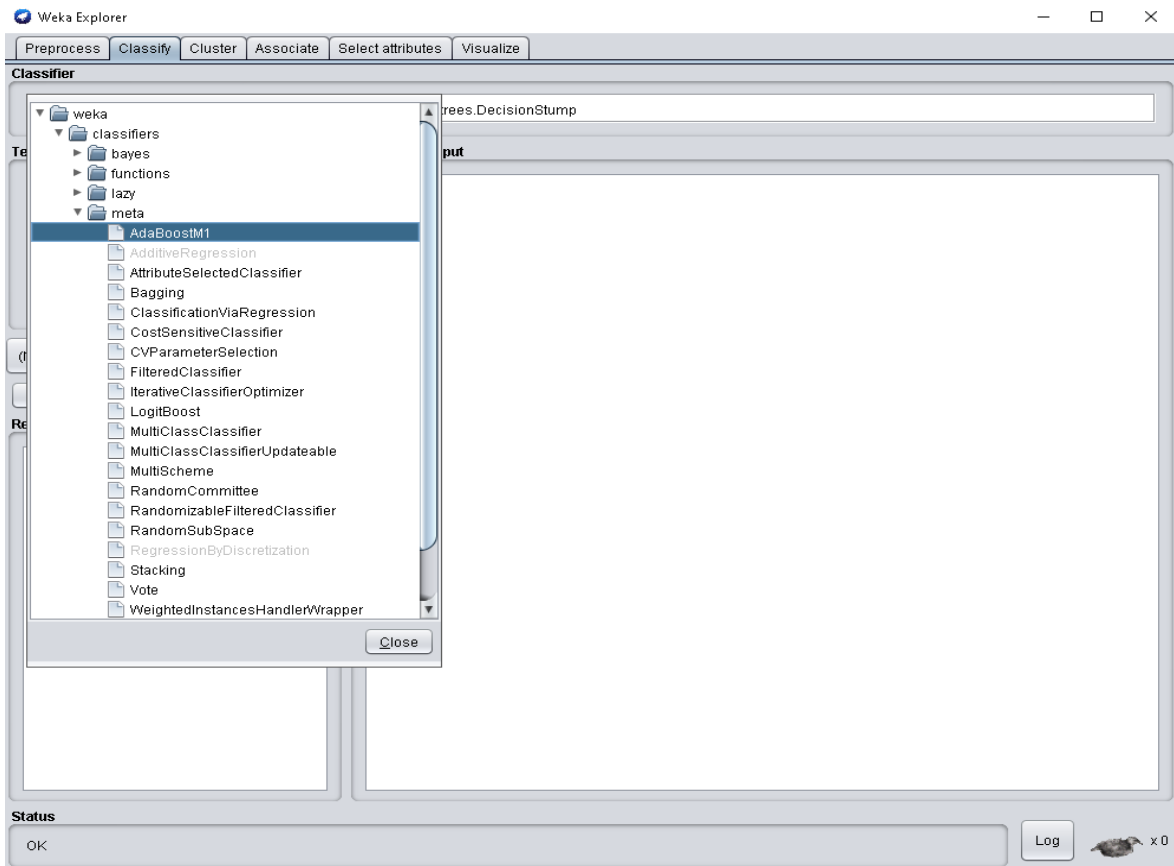 Weka Explorer
Preprocess Classify Cluster Associate Select attributes Visualize
Classifier
trees.DecisionStump
weka
classifiers
bayes
functions
lazy
meta
AdaBoostM1
AdditiveRegression
AttributeSelectedClassifier
Bagging
ClassificationViaRegression
CostSensitiveClassifier
CVParameterSelection
FilteredClassifier
IterativeClassifierOptimizer
LogitBoost
MultiClassClassifier
MultiClassClassifierUpdateable
MultiScheme
RandomCommittee
RandomizableFilteredClassifier
RandomSubSpace
RegressionByDiscretization
Stacking
Vote
WeightedInstancesHandlerWrapper
Close
Te
put
Re
Status
OK
Log
x 0